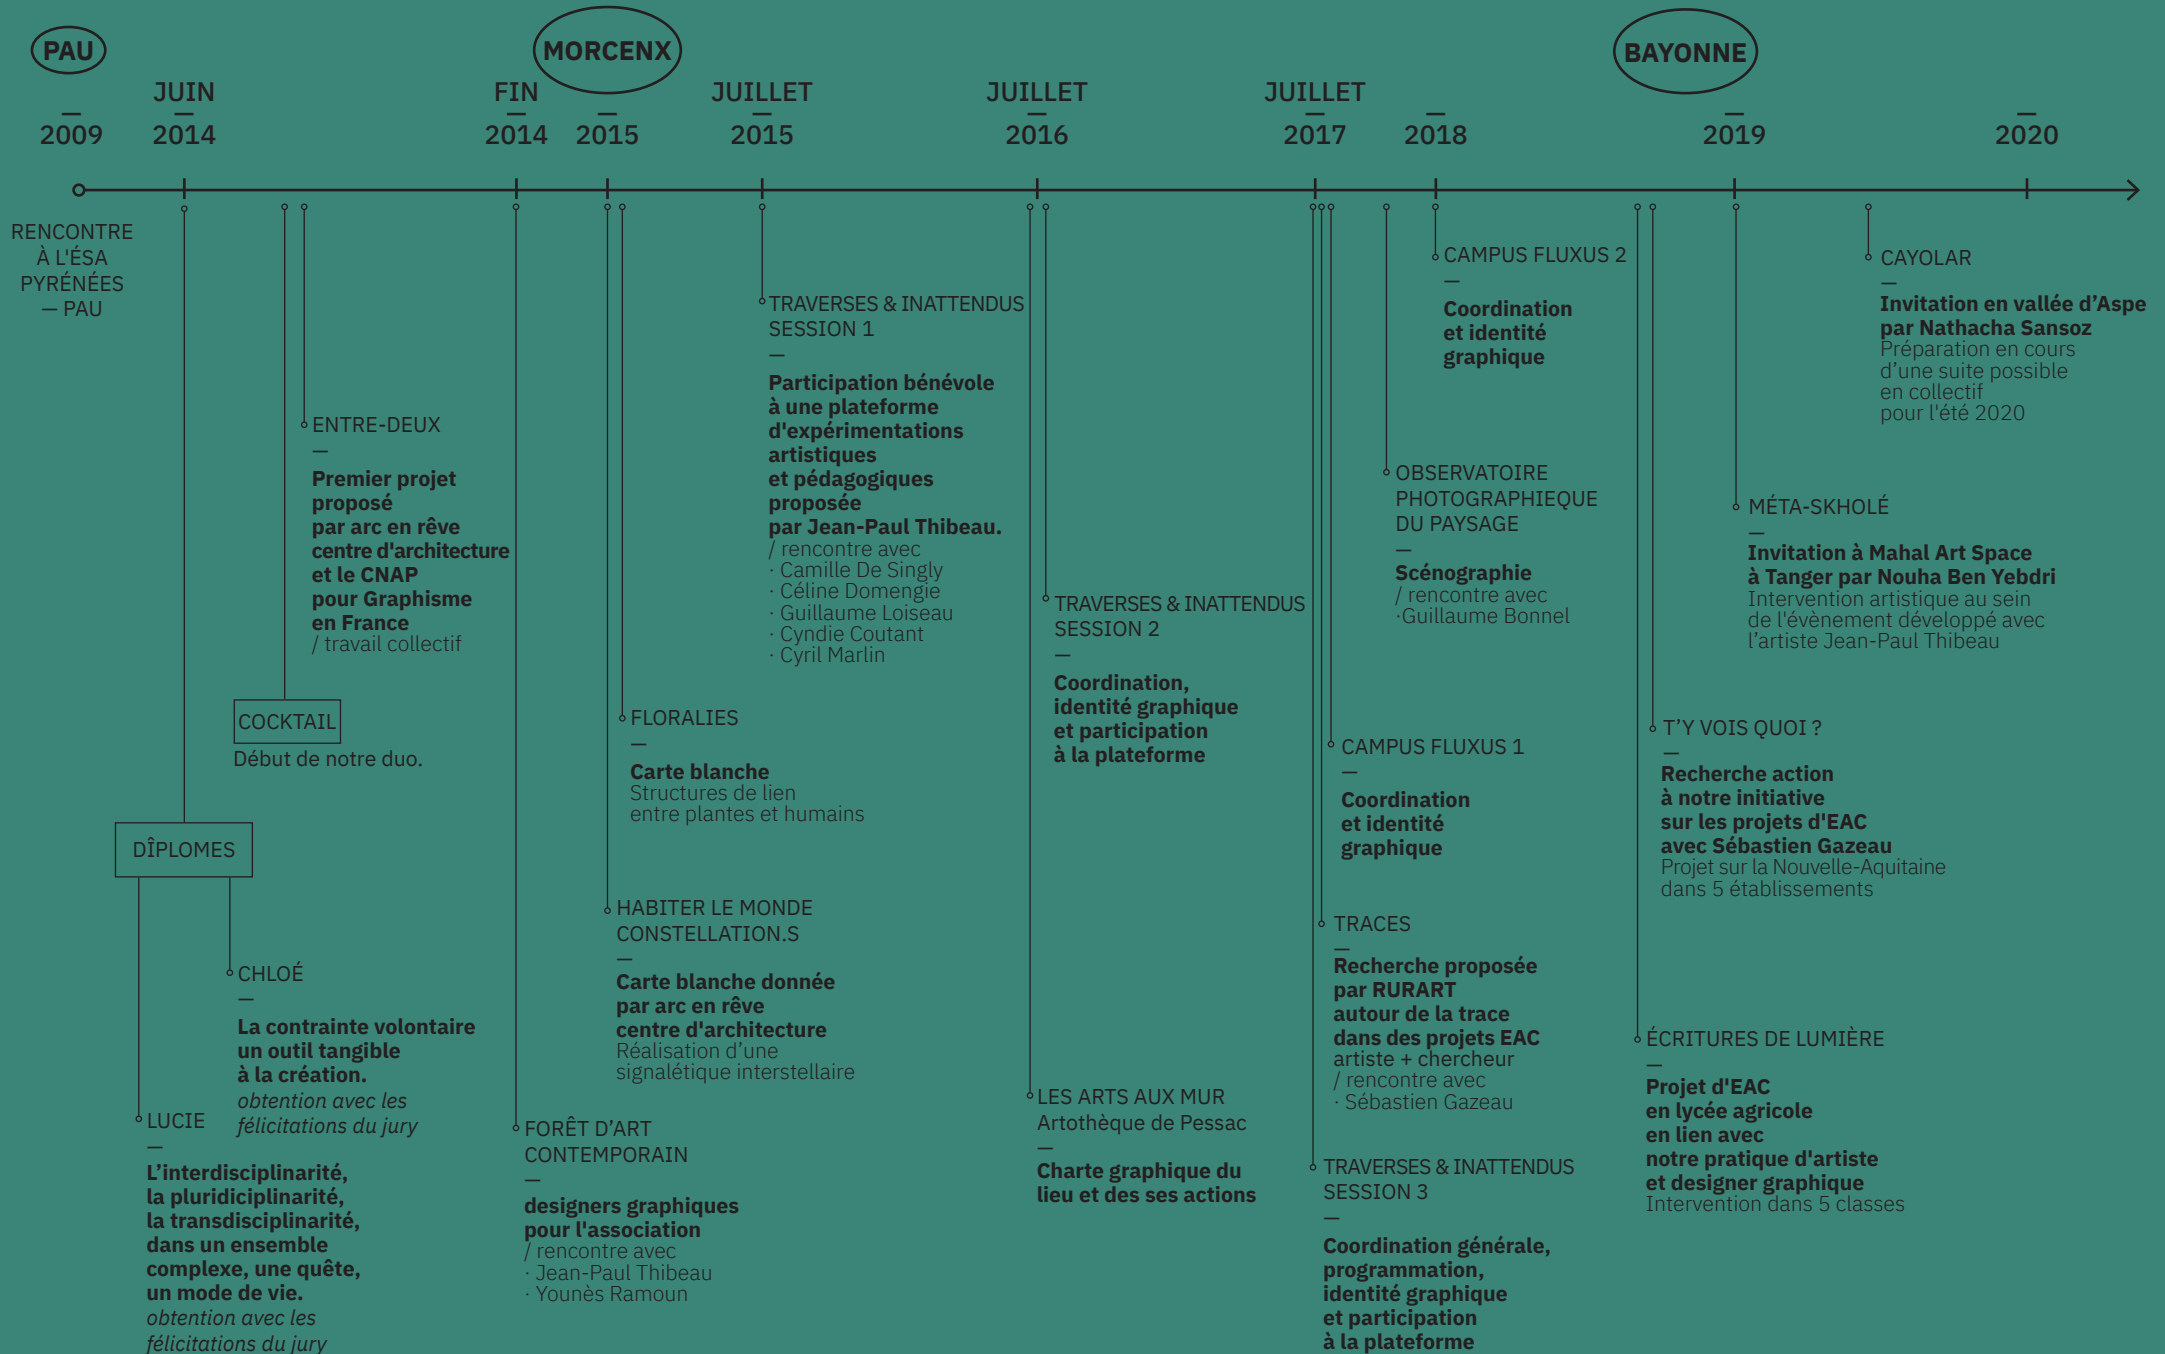 PAU
MORCENX
BAYONNE
—
2009
JUIN
—
2014
FIN
—
2014
—
2015
JUILLET
—
2015
JUILLET
—
2016
JUILLET
—
2017
—
2018
—
2019
—
2020
RENCONTRE
À L'ÉSA
PYRÉNÉES
— PAU
DÎPLOMES
LUCIE
—
L’interdisciplinarité,
la pluridiciplinarité,
la transdisciplinarité,
dans un ensemble
complexe, une quête,
un mode de vie.
obtention avec les
félicitations du jury
CHLOÉ
—
La contrainte volontaire
un outil tangible
à la création.
obtention avec les
félicitations du jury
COCKTAIL
Début de notre duo.
ENTRE-DEUX
—
Premier projet
proposé
par arc en rêve
centre d'architecture
et le CNAP
pour Graphisme
en France
/ travail collectif
FORÊT D’ART
CONTEMPORAIN
—
designers graphiques
pour l'association
/ rencontre avec
· Jean-Paul Thibeau
· Younès Ramoun
HABITER LE MONDE
CONSTELLATION.S
—
Carte blanche donnée
par arc en rêve
centre d'architecture
Réalisation d’une
signalétique interstellaire
FLORALIES
—
Carte blanche
Structures de lien
entre plantes et humains
TRAVERSES & INATTENDUS
SESSION 1
—
Participation bénévole
à une plateforme
d'expérimentations
artistiques
et pédagogiques
proposée
par Jean-Paul Thibeau.
/ rencontre avec
· Camille De Singly
· Céline Domengie
· Guillaume Loiseau
· Cyndie Coutant
· Cyril Marlin
LES ARTS AUX MUR
Artothèque de Pessac
—
Charte graphique du
lieu et des ses actions
TRAVERSES & INATTENDUS
SESSION 2
—
Coordination,
identité graphique
et participation
à la plateforme
TRAVERSES & INATTENDUS
SESSION 3
—
Coordination générale,
programmation,
identité graphique
et participation
à la plateforme
TRACES
—
Recherche proposée
par RURART
autour de la trace
dans des projets EAC
artiste + chercheur
/ rencontre avec
· Sébastien Gazeau
CAMPUS FLUXUS 1
—
Coordination
et identité
graphique
OBSERVATOIRE
PHOTOGRAPHIEQUE
DU PAYSAGE
—
Scénographie
/ rencontre avec
·Guillaume Bonnel
CAMPUS FLUXUS 2
—
Coordination
et identité
graphique
ÉCRITURES DE LUMIÈRE
—
Projet d'EAC
en lycée agricole
en lien avec
notre pratique d'artiste
et designer graphique
Intervention dans 5 classes
T’Y VOIS QUOI ?
—
Recherche action
à notre initiative
sur les projets d'EAC
avec Sébastien Gazeau
Projet sur la Nouvelle-Aquitaine
dans 5 établissements
MÉTA-SKHOLÉ
—
Invitation à Mahal Art Space
à Tanger par Nouha Ben Yebdri
Intervention artistique au sein
de l'évènement développé avec
l’artiste Jean-Paul Thibeau
CAYOLAR
—
Invitation en vallée d’Aspe
par Nathacha Sansoz
Préparation en cours
d’une suite possible
en collectif
pour l'été 2020